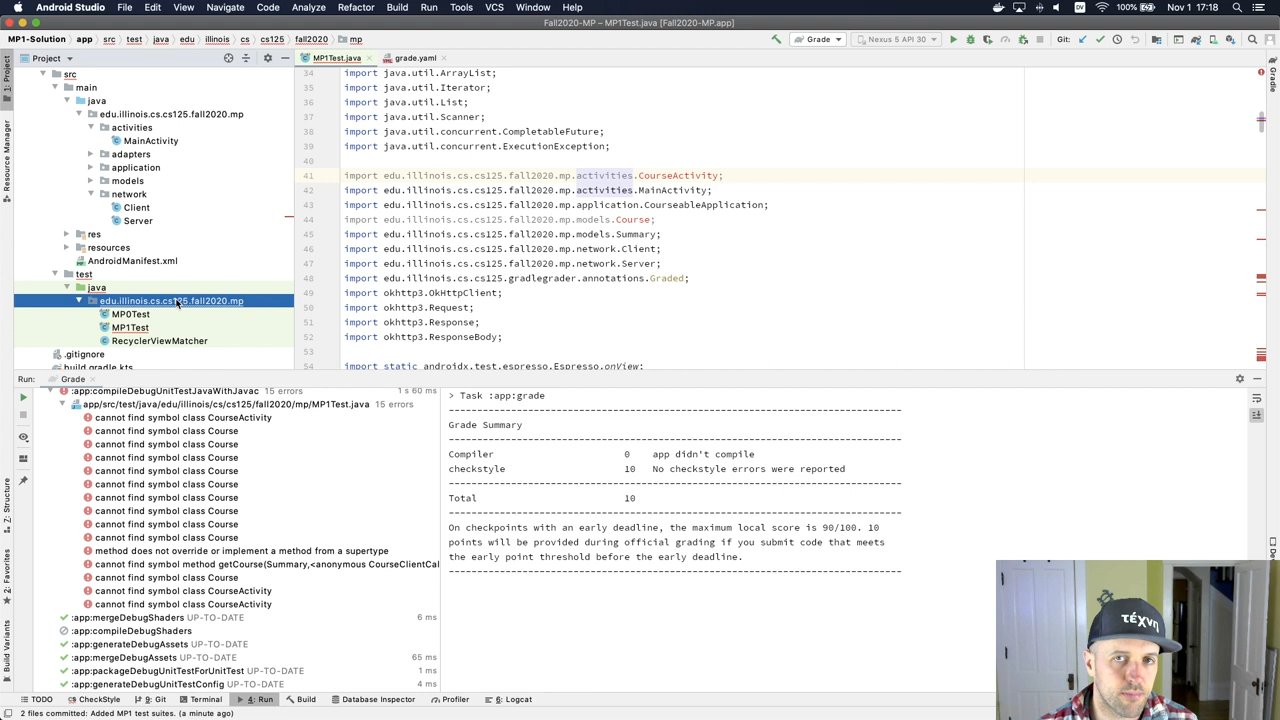 Android Studio File Edit View Navigate Code Analyze Refactor Build Run Tools VCS Window Help 100% Nov 1 17:18
Fall2020-MP – MP1Test.java [Fall2020-MP.app]
MP1-Solution app src test java edu illinois cs cs125 fall2020 mp Grade Nexus 5 API 30 Git:
Project MP1Test.java grade.yaml
1: Project
Resource Manager
Z: Structure
2: Favorites
Build Variants
Gradle
src
main
java
edu.illinois.cs.cs125.fall2020.mp
activities
MainActivity
adapters
application
models
network
Client
Server
res
resources
AndroidManifest.xml
test
java
edu.illinois.cs.cs125.fall2020.mp
MP0Test
MP1Test
RecyclerViewMatcher
.gitignore
build.gradle.kts
34 import java.util.ArrayList;
35 import java.util.Iterator;
36 import java.util.List;
37 import java.util.Scanner;
38 import java.util.concurrent.CompletableFuture;
39 import java.util.concurrent.ExecutionException;
40
41 import edu.illinois.cs.cs125.fall2020.mp.activities.CourseActivity;
42 import edu.illinois.cs.cs125.fall2020.mp.activities.MainActivity;
43 import edu.illinois.cs.cs125.fall2020.mp.application.CourseableApplication;
44 import edu.illinois.cs.cs125.fall2020.mp.models.Course;
45 import edu.illinois.cs.cs125.fall2020.mp.models.Summary;
46 import edu.illinois.cs.cs125.fall2020.mp.network.Client;
47 import edu.illinois.cs.cs125.fall2020.mp.network.Server;
48 import edu.illinois.cs.cs125.gradlegrader.annotations.Graded;
49 import okhttp3.OkHttpClient;
50 import okhttp3.Request;
51 import okhttp3.Response;
52 import okhttp3.ResponseBody;
53
54 import static androidx.test.espresso.Espresso.onView;
Run: Grade
:app:compileDebugUnitTestJavaWithJavac 15 errors 1 s 60 ms
app/src/test/java/edu/illinois/cs/cs125/fall2020/mp/MP1Test.java 15 errors
cannot find symbol class CourseActivity
cannot find symbol class Course
cannot find symbol class Course
cannot find symbol class Course
cannot find symbol class Course
cannot find symbol class Course
cannot find symbol class Course
cannot find symbol class Course
cannot find symbol class Course
cannot find symbol class Course
method does not override or implement a method from a supertype
cannot find symbol method getCourse(Summary,<anonymous CourseClientCal
cannot find symbol class Course
cannot find symbol class CourseActivity
cannot find symbol class CourseActivity
:app:mergeDebugShaders UP-TO-DATE 6 ms
:app:compileDebugShaders
:app:generateDebugAssets UP-TO-DATE
:app:mergeDebugAssets UP-TO-DATE 65 ms
:app:packageDebugUnitTestForUnitTest UP-TO-DATE 1 ms
:app:generateDebugUnitTestConfig UP-TO-DATE 4 ms
> Task :app:grade
Grade Summary
Compiler 0 app didn't compile
checkstyle 10 No checkstyle errors were reported
Total 10
On checkpoints with an early deadline, the maximum local score is 90/100. 10
points will be provided during official grading if you submit code that meets
the early point threshold before the early deadline.
τέχνη
TODO CheckStyle 9: Git Terminal 4: Run Build Database Inspector Profiler 6: Logcat
2 files committed: Added MP1 test suites. (a minute ago)